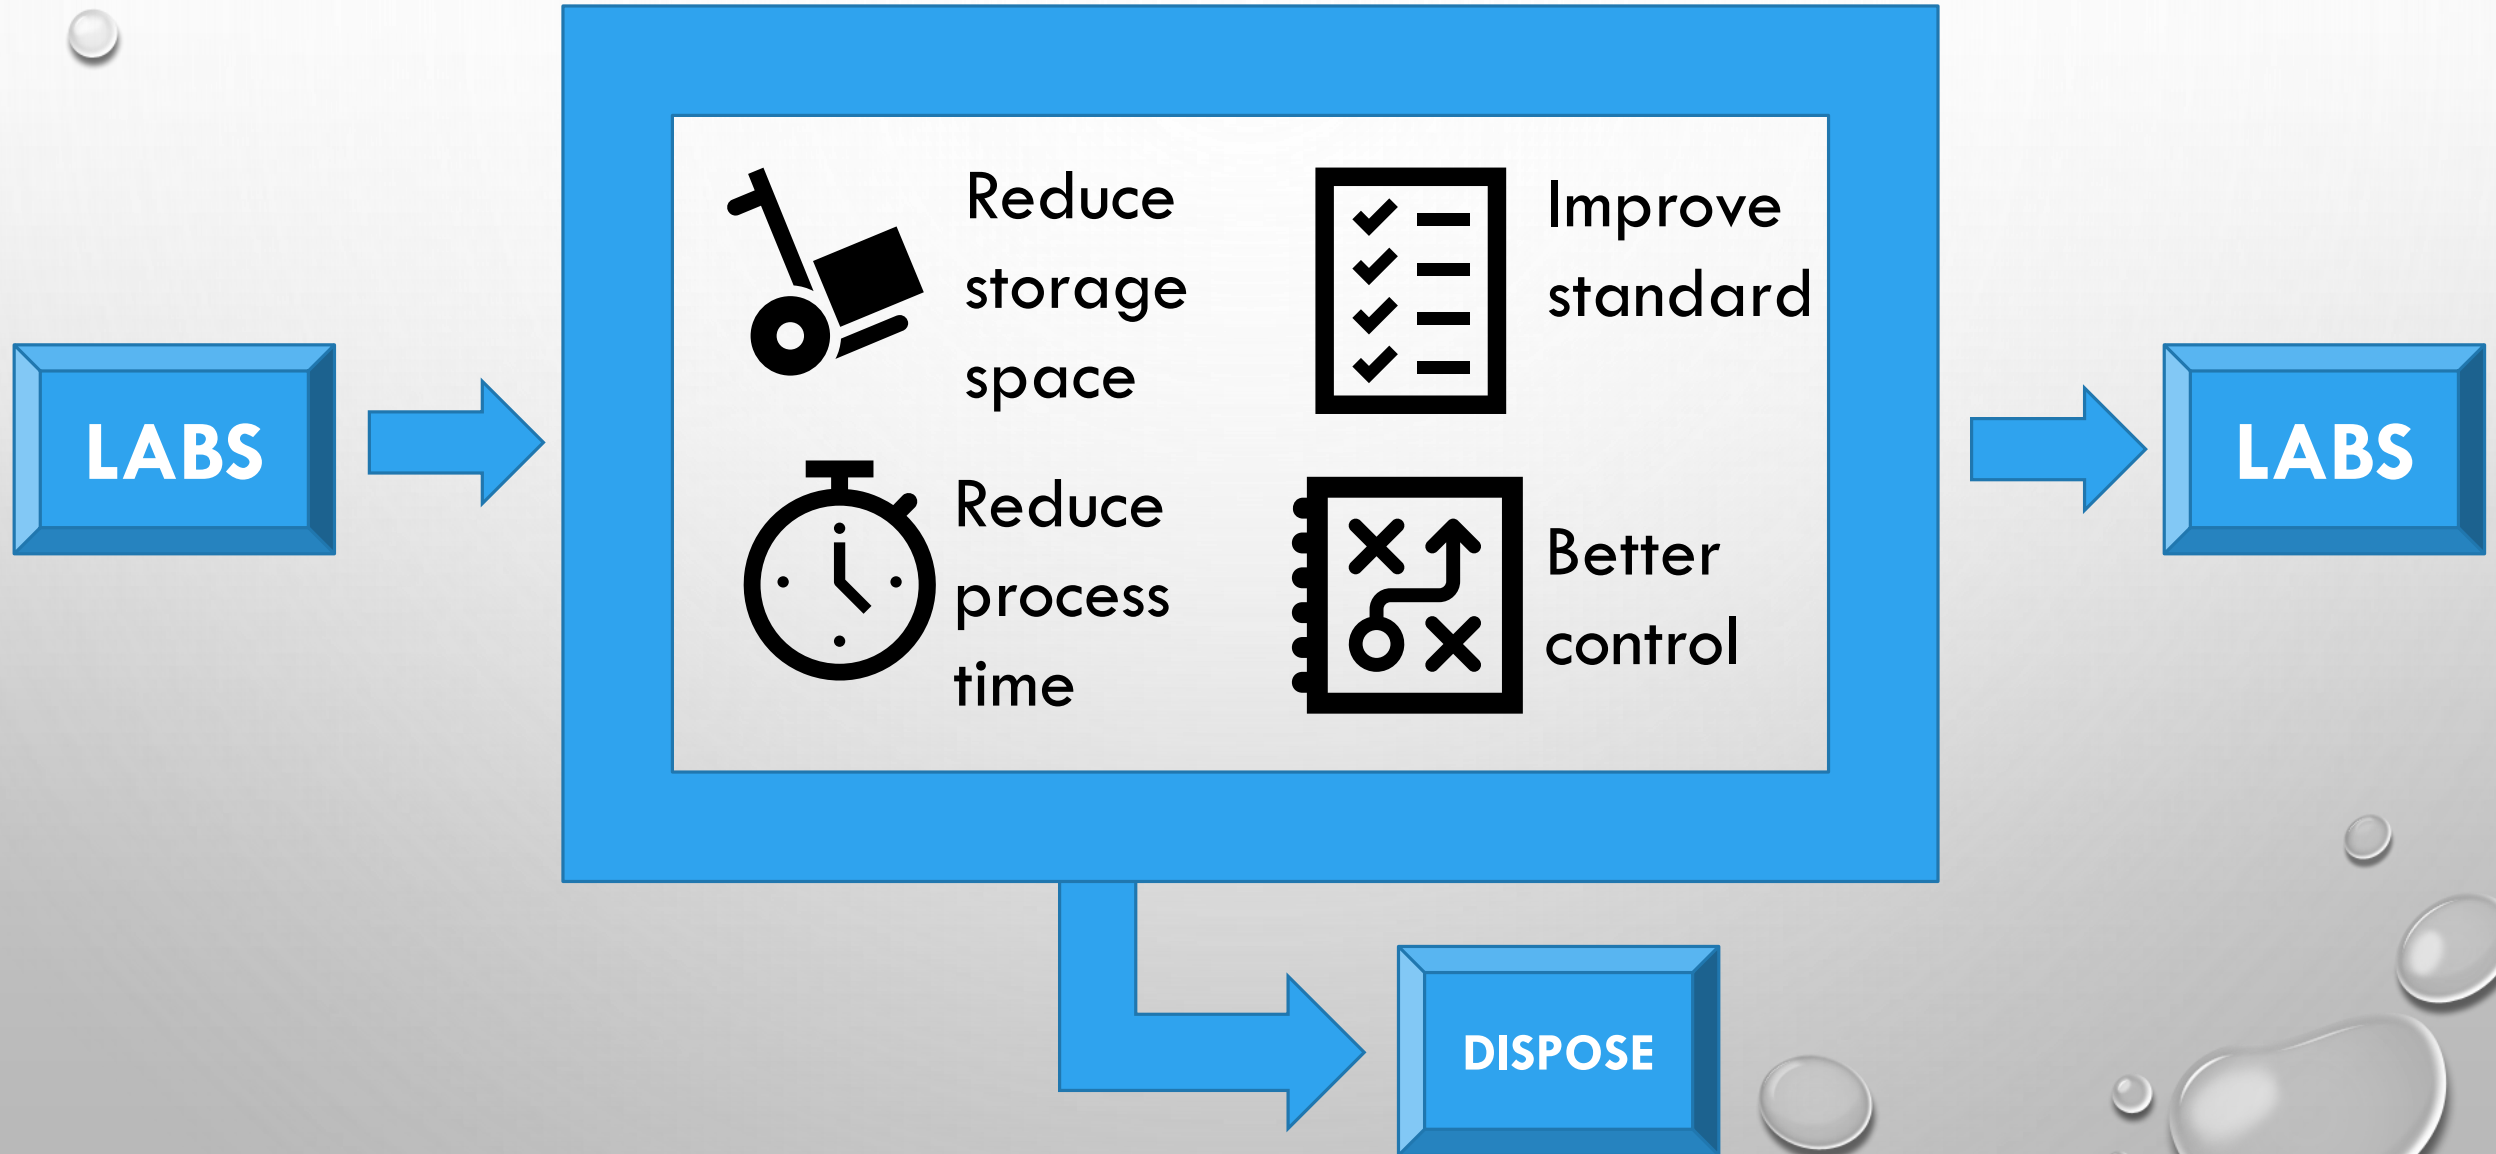 LABS
Reduce
storage
space
Improve
standard
Reduce
process
time
Better
control
LABS
DISPOSE